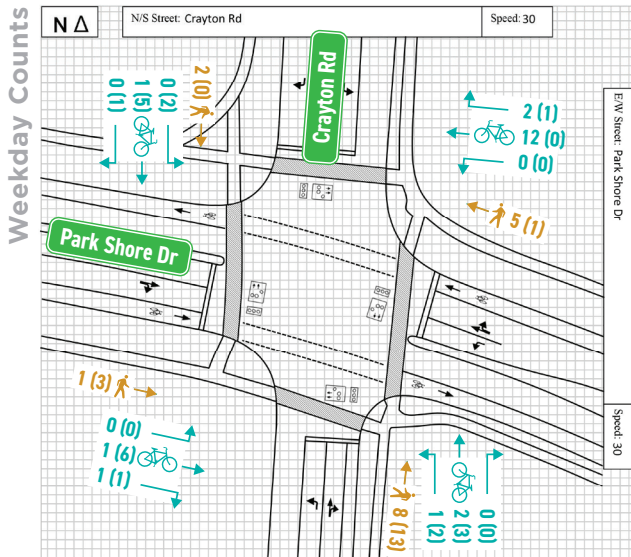 N Δ
N/S Street: Crayton Rd
Speed: 30
Weekday Counts
Crayton Rd
0 (1)
1 (5)
0 (2)
2 (0)
2 (1)
12 (0)
0 (0)
E/W Street: Park Shore Dr
5 (1)
Park Shore Dr
1 (3)
0 (0)
1 (6)
1 (1)
8 (13)
1 (2)
2 (3)
0 (0)
Speed: 30